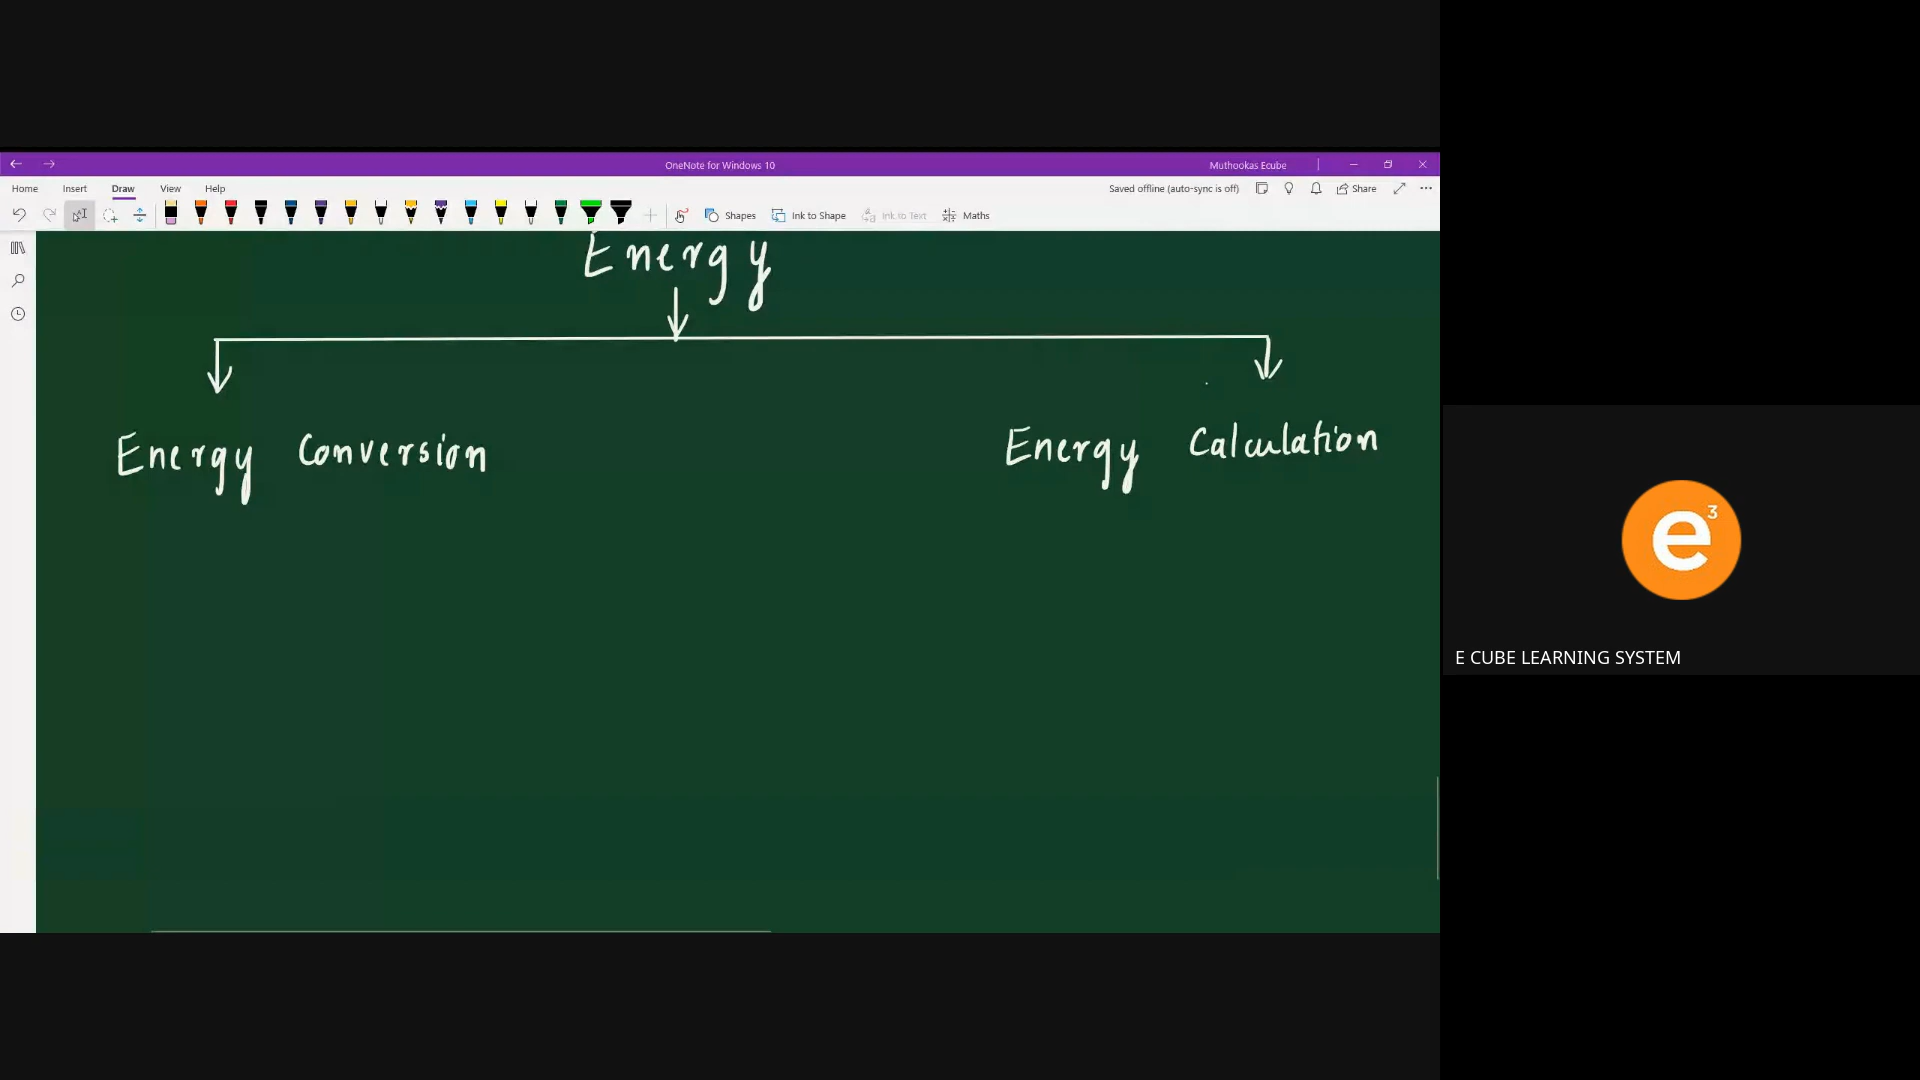 OneNote for Windows 10
Muthookas Ecube
Home Insert Draw View Help
Saved offline (auto-sync is off) Share
Shapes Ink to Shape Ink to Text Maths
Energy
Energy Conversion
Energy Calculation
e3
E CUBE LEARNING SYSTEM